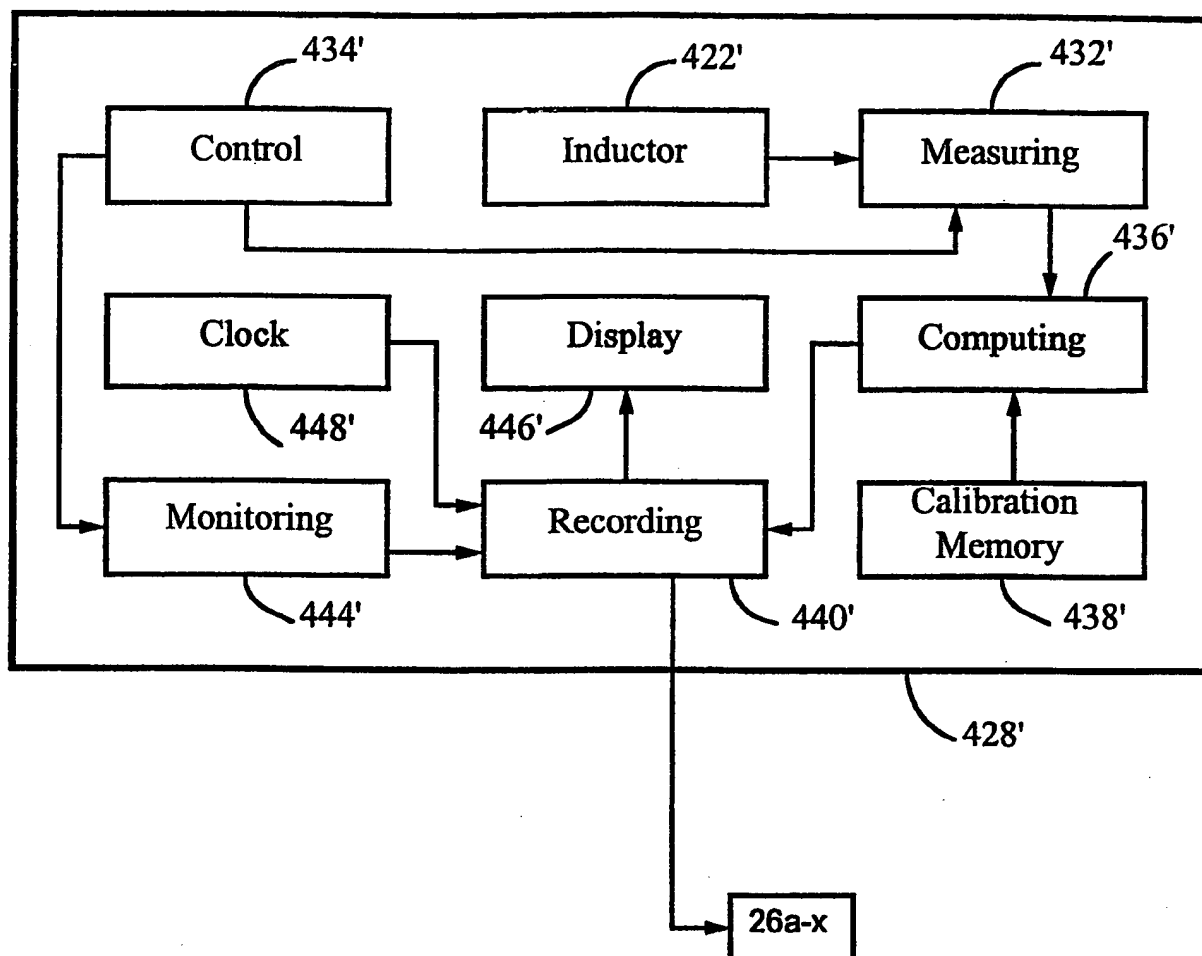 434' 422' 432'
Control Inductor Measuring
436'
Clock Display Computing
448' 446'
Monitoring Recording Calibration
Memory
444' 440' 438'
428'
26a-x